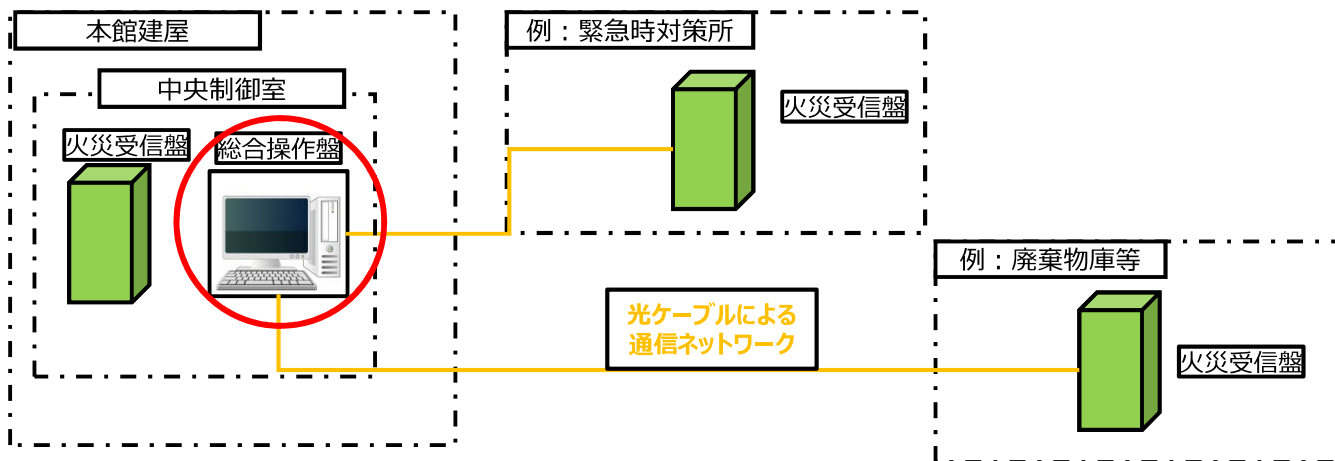 本館建屋
例：緊急時対策所
中央制御室
火災受信盤
火災受信盤
総合操作盤
例：廃棄物庫等
光ケーブルによる
通信ネットワーク
火災受信盤